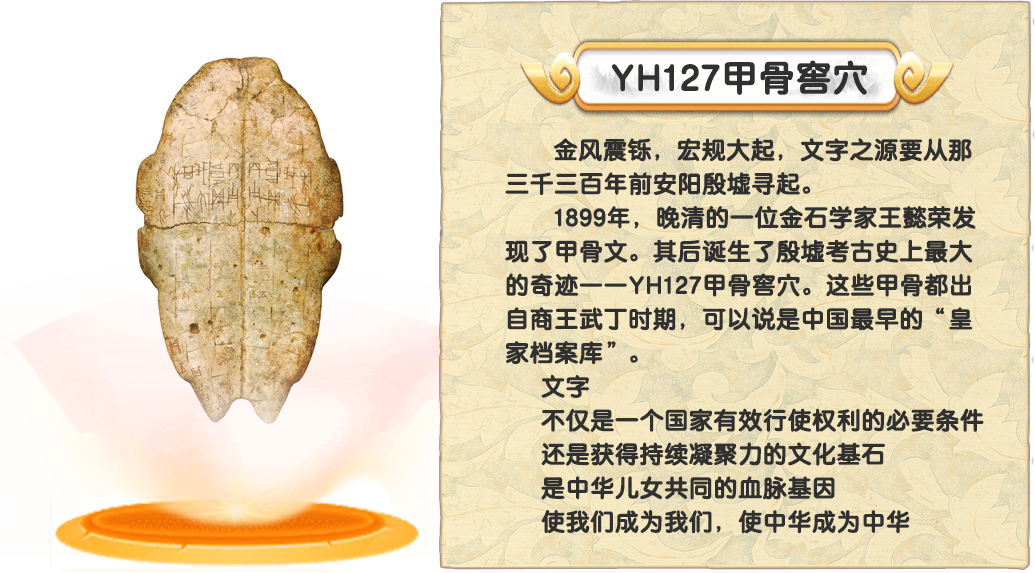 YH127甲骨窖穴
金风震铄，宏规大起，文字之源要从那
三千三百年前安阳殷墟寻起。
1899年，晚清的一位金石学家王懿荣发
现了甲骨文。其后诞生了殷墟考古史上最大
的奇迹——YH127甲骨窖穴。这些甲骨都出
自商王武丁时期，可以说是中国最早的“皇
家档案库”。
文字
不仅是一个国家有效行使权利的必要条件
还是获得持续凝聚力的文化基石
是中华儿女共同的血脉基因
使我们成为我们，使中华成为中华